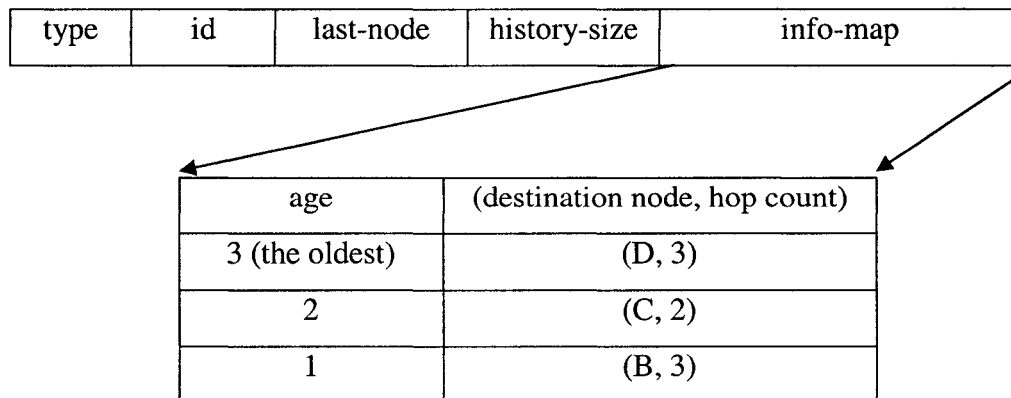 type id last-node history-size info-map
age (destination node, hop count)
3 (the oldest) (D, 3)
2 (C, 2)
1 (B, 3)